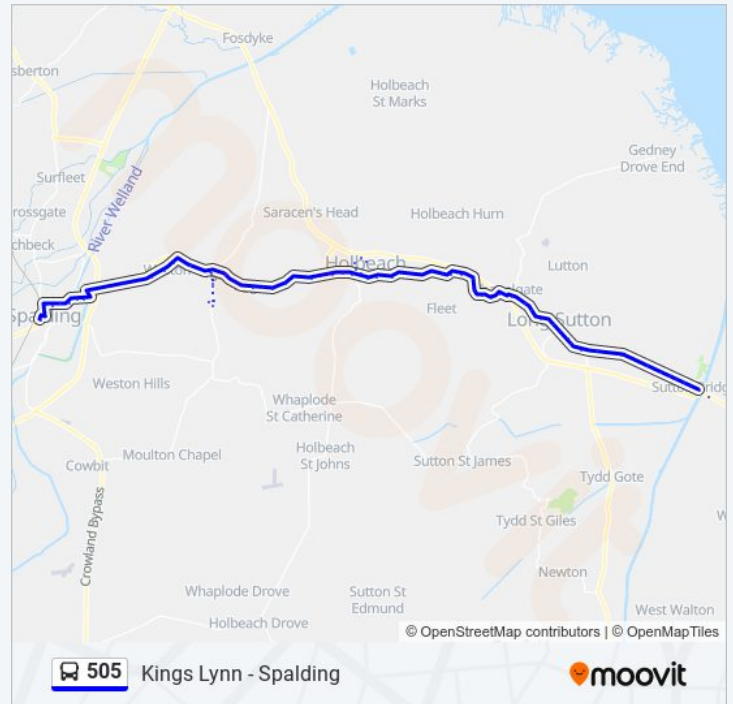 Fosdyke
Holbeach
St Marks
Gedney
Drove End
Surfleet
River Welland
Saracen's Head
Holbeach Hurn
Holbeach
Lutton
Fleet
Long Sutton
Spalding
Weston Hills
Whaplode
St Catherine
Moulton Chapel
Holbeach
St Johns
Sutton St James
Cowbit
Tydd Gote
Crowland Bypass
Tydd St Giles
Newton
Whaplode Drove
Sutton St
Edmund
West Walton
Holbeach Drove
© OpenStreetMap contributors | © OpenMapTiles
505 Kings Lynn - Spalding
moovit